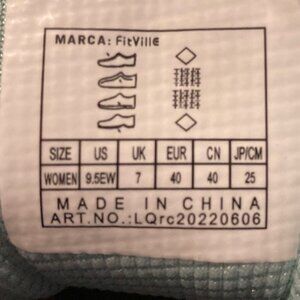 MARCA: FitVille
SIZE US UK EUR CN JP/CM
WOMEN 9.5EW 7 40 40 25
MADE IN CHINA
ART.NO.:LQrc20220606